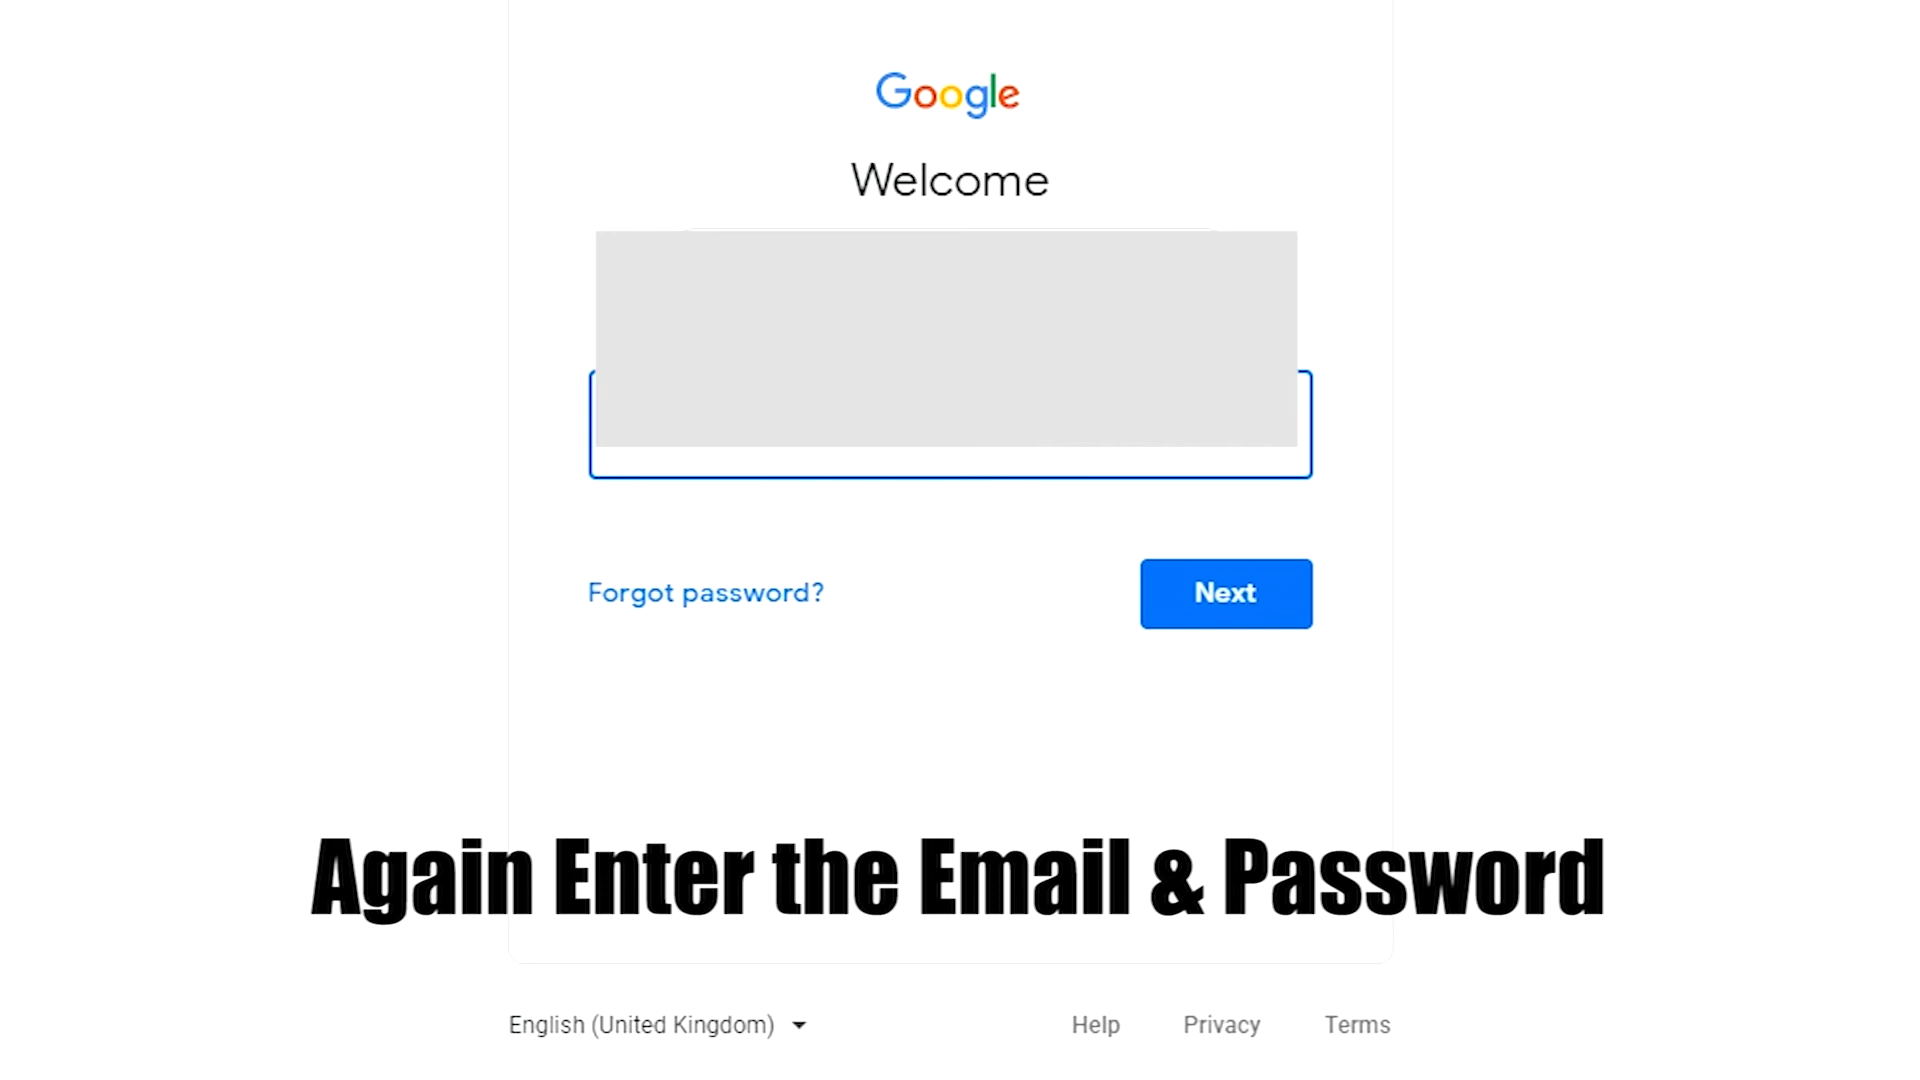 Google
Welcome
Forgot password?
Next
Again Enter the Email & Password
English (United Kingdom)
Help Privacy Terms